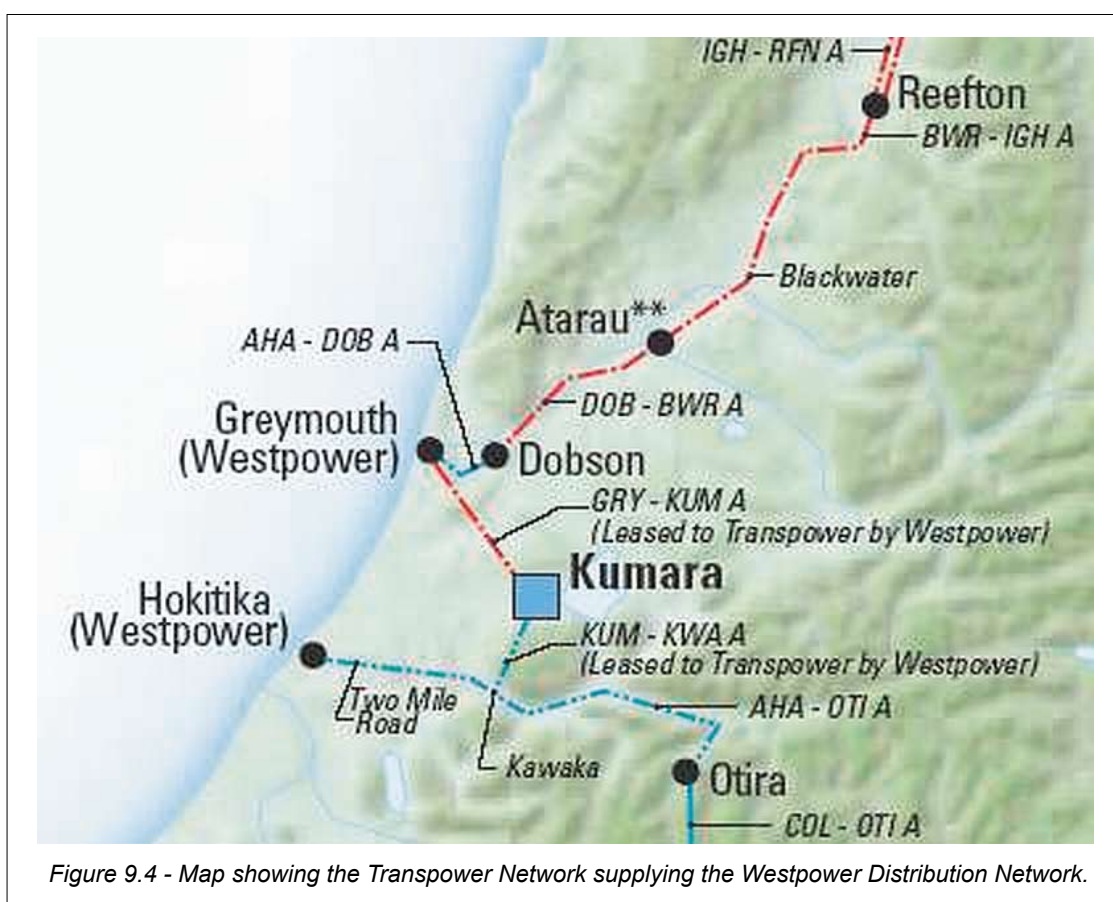 IGH - RFN A
Reefton
BWR - IGH A
Blackwater
Atarau**
AHA - DOB A
DOB - BWR A
Greymouth
(Westpower)
Dobson
GRY - KUM A
(Leased to Transpower by Westpower)
Kumara
Hokitika
(Westpower)
KUM - KWA A
(Leased to Transpower by Westpower)
Two Mile
Road
AHA - OTI A
Kawaka
Otira
COL - OTI A
Figure 9.4 - Map showing the Transpower Network supplying the Westpower Distribution Network.